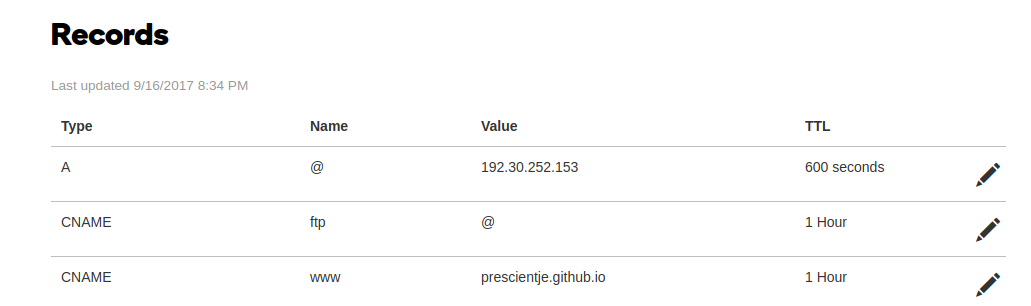 Records
Last updated 9/16/2017 8:34 PM
Type Name Value TTL
A @ 192.30.252.153 600 seconds
CNAME ftp @ 1 Hour
CNAME www prescientje.github.io 1 Hour